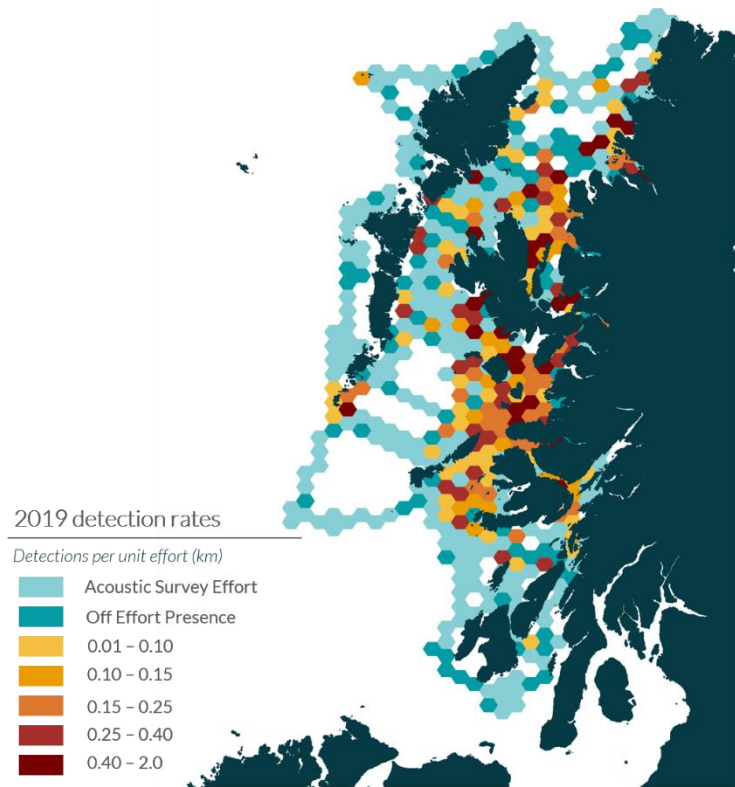 2019 detection rates
Detections per unit effort (km)
Acoustic Survey Effort
Off Effort Presence
0.01 – 0.10
0.10 – 0.15
0.15 – 0.25
0.25 – 0.40
0.40 – 2.0